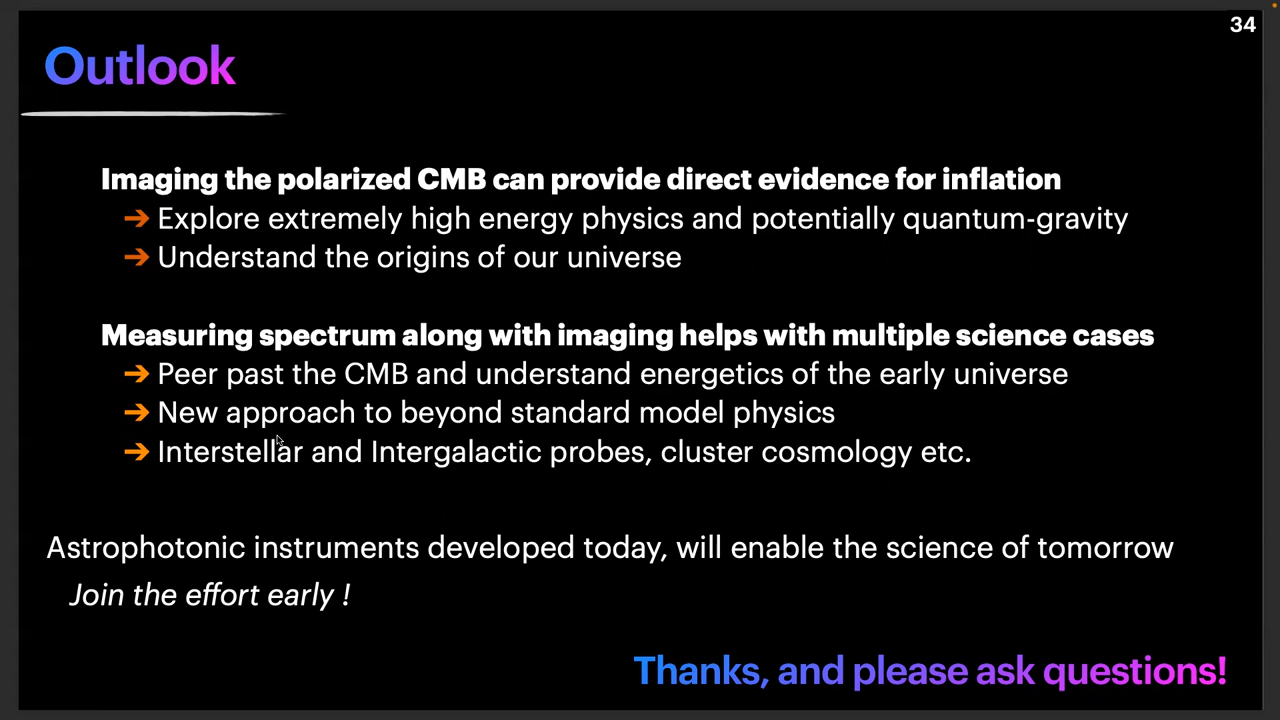 34
Outlook
Imaging the polarized CMB can provide direct evidence for inflation
➔ Explore extremely high energy physics and potentially quantum-gravity
➔ Understand the origins of our universe
Measuring spectrum along with imaging helps with multiple science cases
➔ Peer past the CMB and understand energetics of the early universe
➔ New approach to beyond standard model physics
➔ Interstellar and Intergalactic probes, cluster cosmology etc.
Astrophotonic instruments developed today, will enable the science of tomorrow
Join the effort early !
Thanks, and please ask questions!